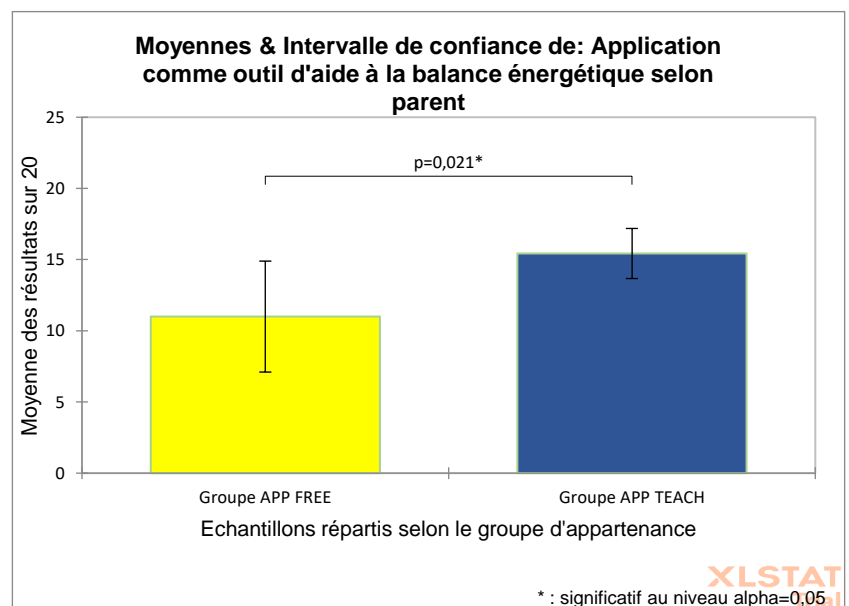 Moyennes & Intervalle de confiance de: Application
comme outil d'aide à la balance énergétique selon
parent
25
20
15
10
5
0
Moyenne des résultats sur 20
p=0,021*
Groupe APP FREE
Groupe APP TEACH
Echantillons répartis selon le groupe d'appartenance
XLSTAT
* : significatif au niveau alpha=0,05